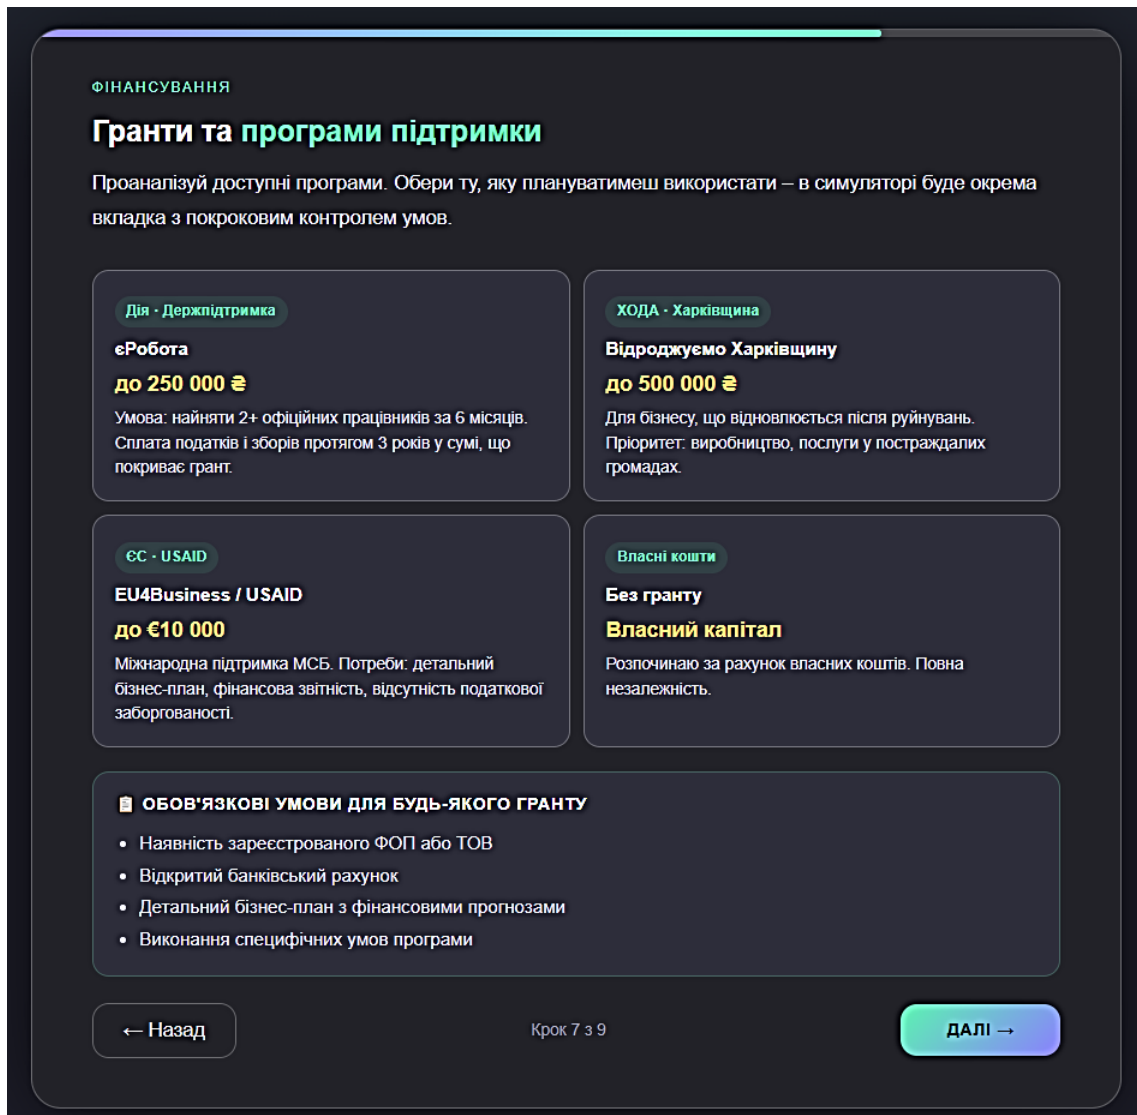 ФІНАНСУВАННЯ
Гранти та програми підтримки
Проаналізуй доступні програми. Обери ту, яку плануватимеш використати – в симуляторі буде окрема
вкладка з покроковим контролем умов.
Дія · Держпідтримка
єРобота
до 250 000 ₴
Умова: найняти 2+ офіційних працівників за 6 місяців.
Сплата податків і зборів протягом 3 років у сумі, що
покриває грант.
ХОДА · Харківщина
Відроджуємо Харківщину
до 500 000 ₴
Для бізнесу, що відновлюється після руйнувань.
Пріоритет: виробництво, послуги у постраждалих
громадах.
ЄС · USAID
EU4Business / USAID
до €10 000
Міжнародна підтримка МСБ. Потреби: детальний
бізнес-план, фінансова звітність, відсутність податкової
заборгованості.
Власні кошти
Без гранту
Власний капітал
Розпочинаю за рахунок власних коштів. Повна
незалежність.
📋 ОБОВ'ЯЗКОВІ УМОВИ ДЛЯ БУДЬ-ЯКОГО ГРАНТУ
• Наявність зареєстрованого ФОП або ТОВ
• Відкритий банківський рахунок
• Детальний бізнес-план з фінансовими прогнозами
• Виконання специфічних умов програми
← Назад
Крок 7 з 9
ДАЛІ →